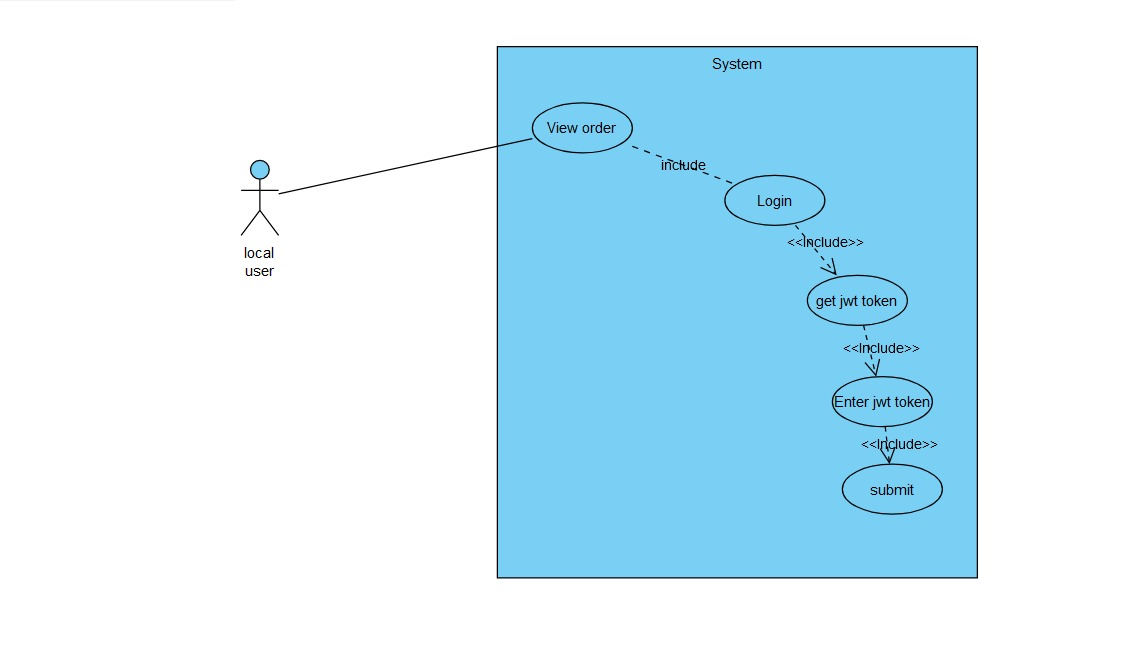 System
View order
include
Login
<<Include>>
get jwt token
<<Include>>
Enter jwt token
<<Include>>
submit
local
user